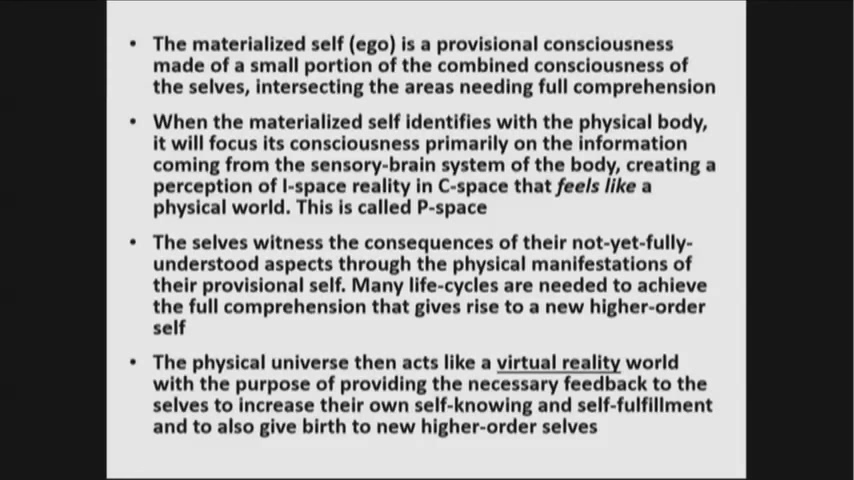 • The materialized self (ego) is a provisional consciousness
made of a small portion of the combined consciousness of
the selves, intersecting the areas needing full comprehension
• When the materialized self identifies with the physical body,
it will focus its consciousness primarily on the information
coming from the sensory-brain system of the body, creating a
perception of I-space reality in C-space that feels like a
physical world. This is called P-space
• The selves witness the consequences of their not-yet-fully-
understood aspects through the physical manifestations of
their provisional self. Many life-cycles are needed to achieve
the full comprehension that gives rise to a new higher-order
self
• The physical universe then acts like a virtual reality world
with the purpose of providing the necessary feedback to the
selves to increase their own self-knowing and self-fulfillment
and to also give birth to new higher-order selves